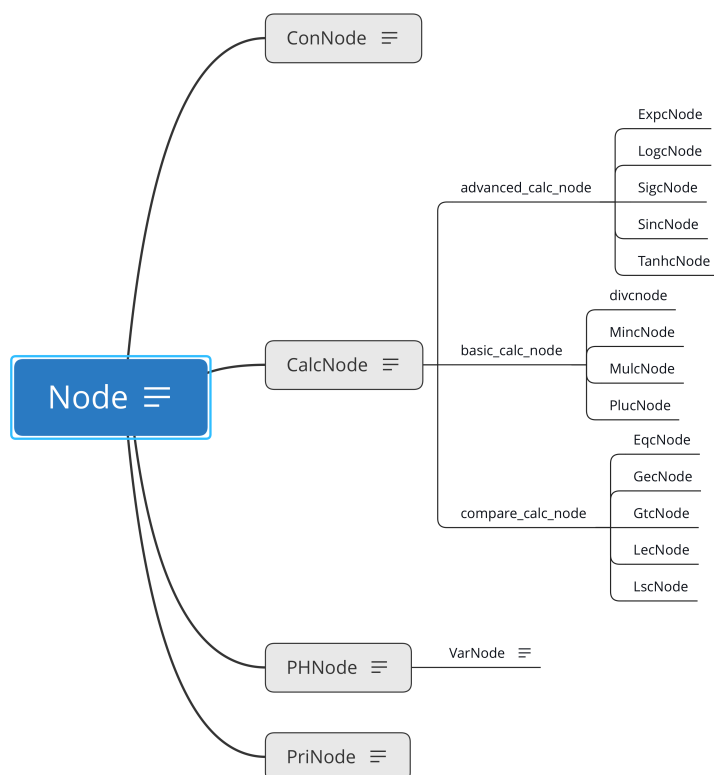 Node
ConNode
CalcNode
advanced_calc_node
ExpcNode
LogcNode
SigcNode
SincNode
TanhcNode
basic_calc_node
divcnode
MincNode
MulcNode
PlucNode
compare_calc_node
EqcNode
GecNode
GtcNode
LecNode
LscNode
PHNode
VarNode
PriNode